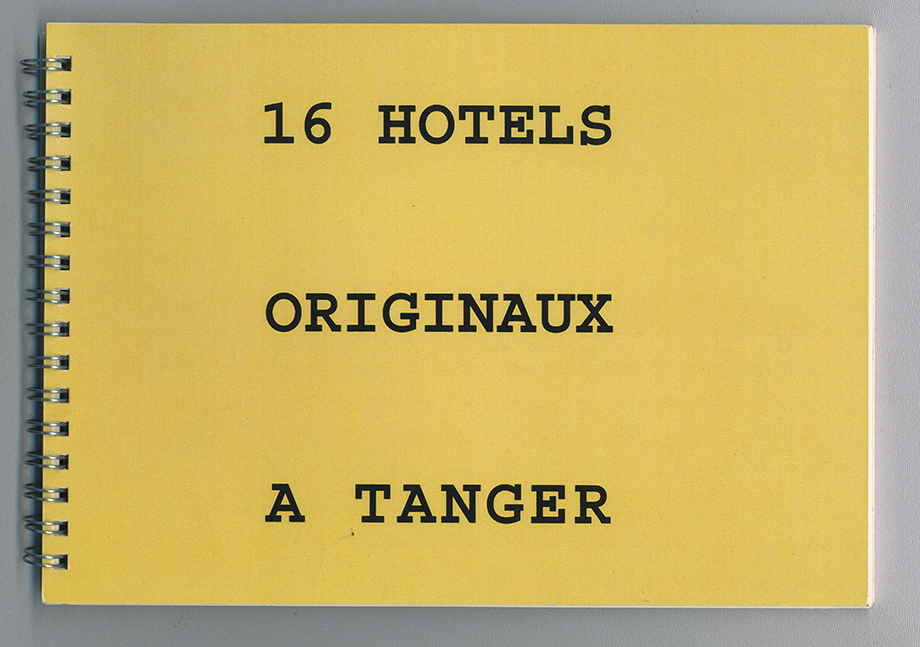 16 HOTELS
ORIGINAUX
A TANGER